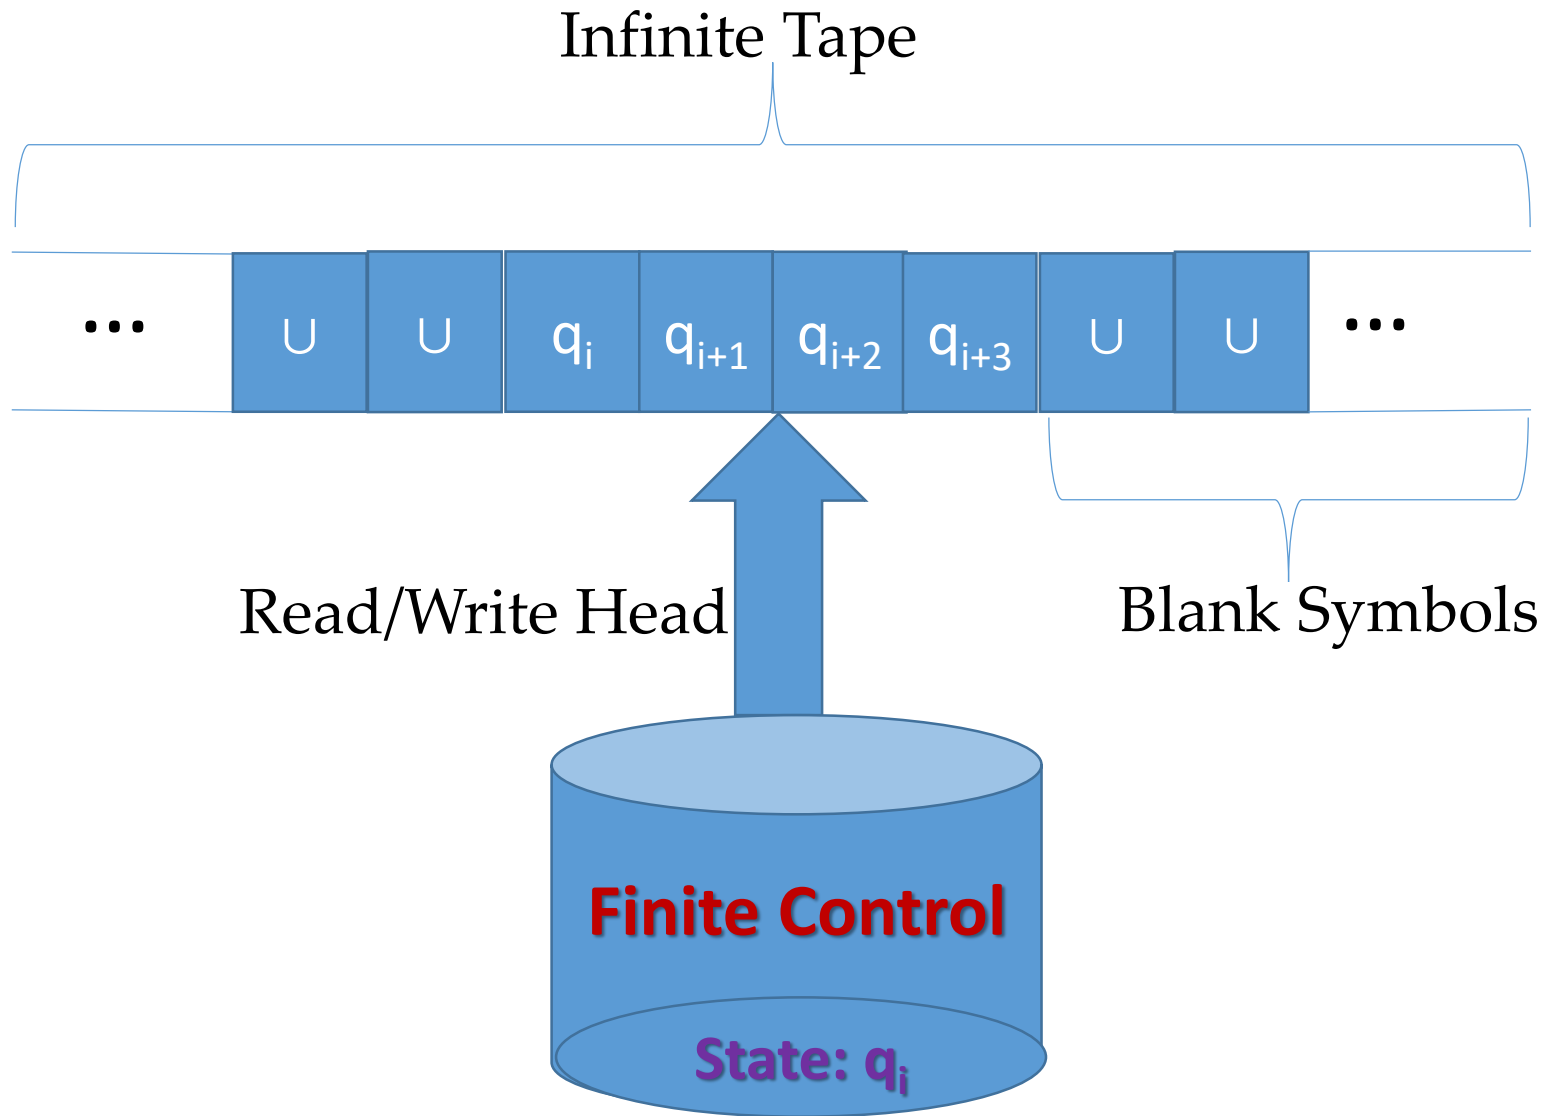 Infinite Tape
... ∪ ∪ qᵢ qᵢ₊₁ qᵢ₊₂ qᵢ₊₃ ∪ ∪ ...
Read/Write Head
Blank Symbols
Finite Control
State: qᵢ